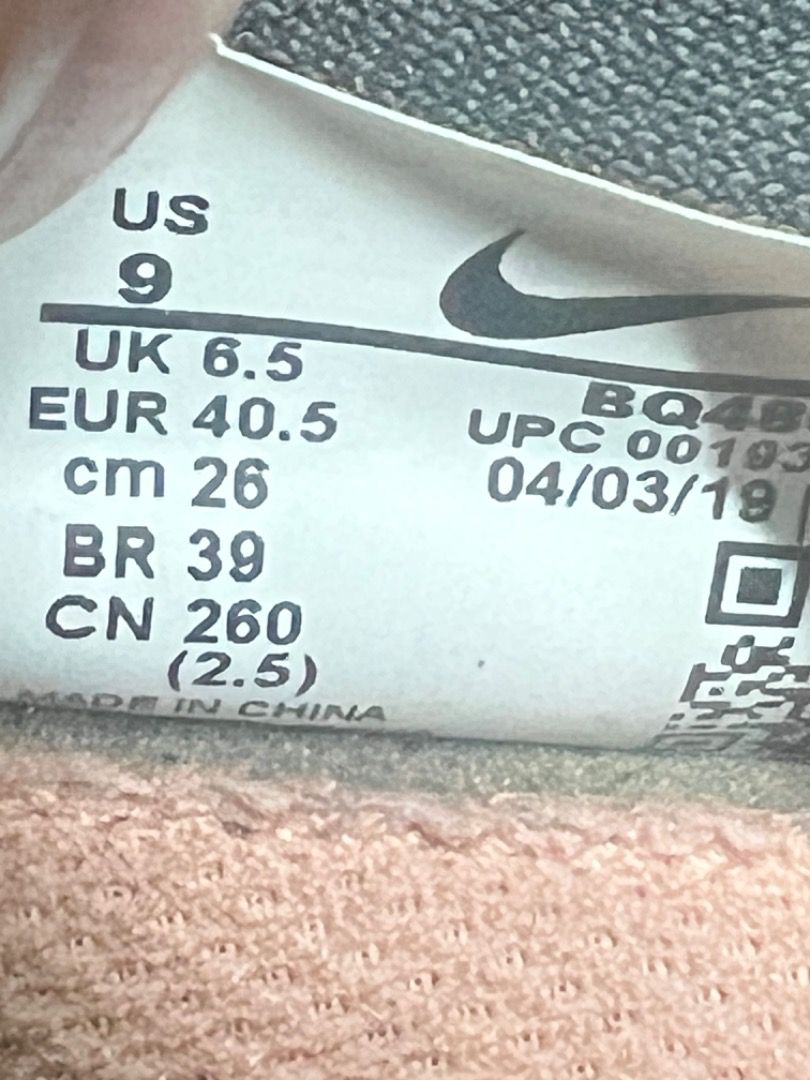 US
9
UK 6.5
EUR 40.5
cm 26
BR 39
CN 260
(2.5)
MADE IN CHINA
BQ48
UPC 00193
04/03/19